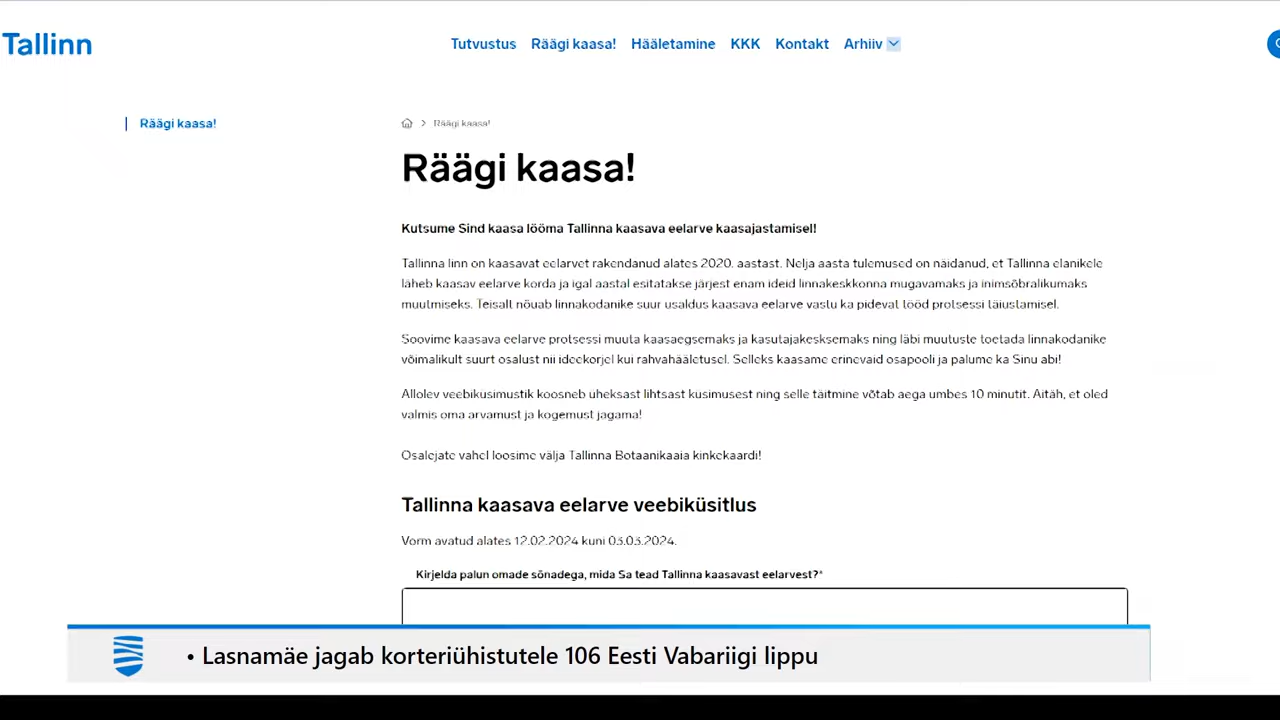 Tallinn
Tutvustus Räägi kaasa! Hääletamine KKK Kontakt Arhiiv
Räägi kaasa!
Räägi kaasa!
Räägi kaasa!
Kutsume Sind kaasa lööma Tallinna kaasava eelarve kaasajastamisel!
Tallinna linn on kaasavat eelarvet rakendanud alates 2020. aastast. Nelja aasta tulemused on näidanud, et Tallinna elanikele
läheb kaasav eelarve korda ja igal aastal esitatakse järjest enam ideid linnakeskkonna mugavamaks ja inimsõbralikumaks
muutmiseks. Teisalt nõuab linnakodanike suur usaldus kaasava eelarve vastu ka pidevat tööd protsessi täiustamisel.
Soovime kaasava eelarve protsessi muuta kaasaegsemaks ja kasutajakesksemaks ning läbi muutuste toetada linnakodanike
võimalikult suurt osalust nii ideekorjel kui rahvahääletusel. Selleks kaasame erinevaid osapooli ja palume ka Sinu abi!
Allolev veebiküsimustik koosneb üheksast lihtsast küsimusest ning selle täitmine võtab aega umbes 10 minutit. Aitäh, et oled
valmis oma arvamust ja kogemust jagama!
Osalejate vahel loosime välja Tallinna Botaanikaaia kinkekaardi!
Tallinna kaasava eelarve veebiküsitlus
Vorm avatud alates 12.02.2024 kuni 03.03.2024.
Kirjelda palun omade sõnadega, mida Sa tead Tallinna kaasavast eelarvest?*
• Lasnamäe jagab korteriühistutele 106 Eesti Vabariigi lippu